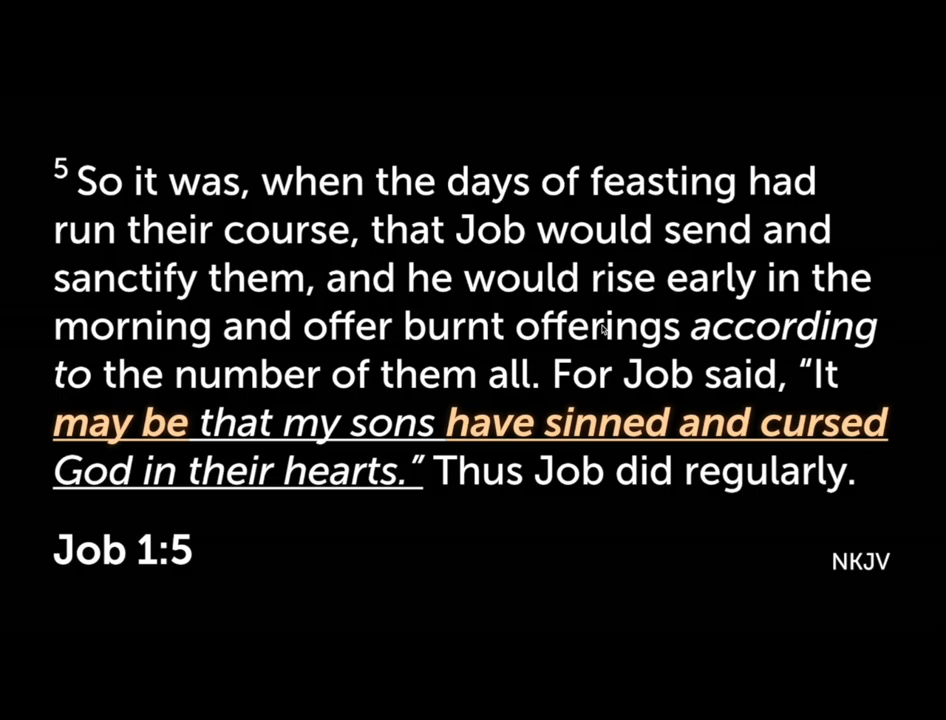 5 So it was, when the days of feasting had
run their course, that Job would send and
sanctify them, and he would rise early in the
morning and offer burnt offerings according
to the number of them all. For Job said, “It
may be that my sons have sinned and cursed
God in their hearts.” Thus Job did regularly.
Job 1:5
NKJV